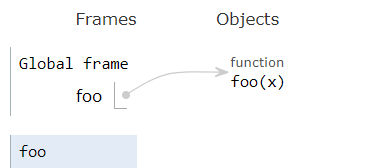 Frames Objects
Global frame
foo
function
foo(x)
foo